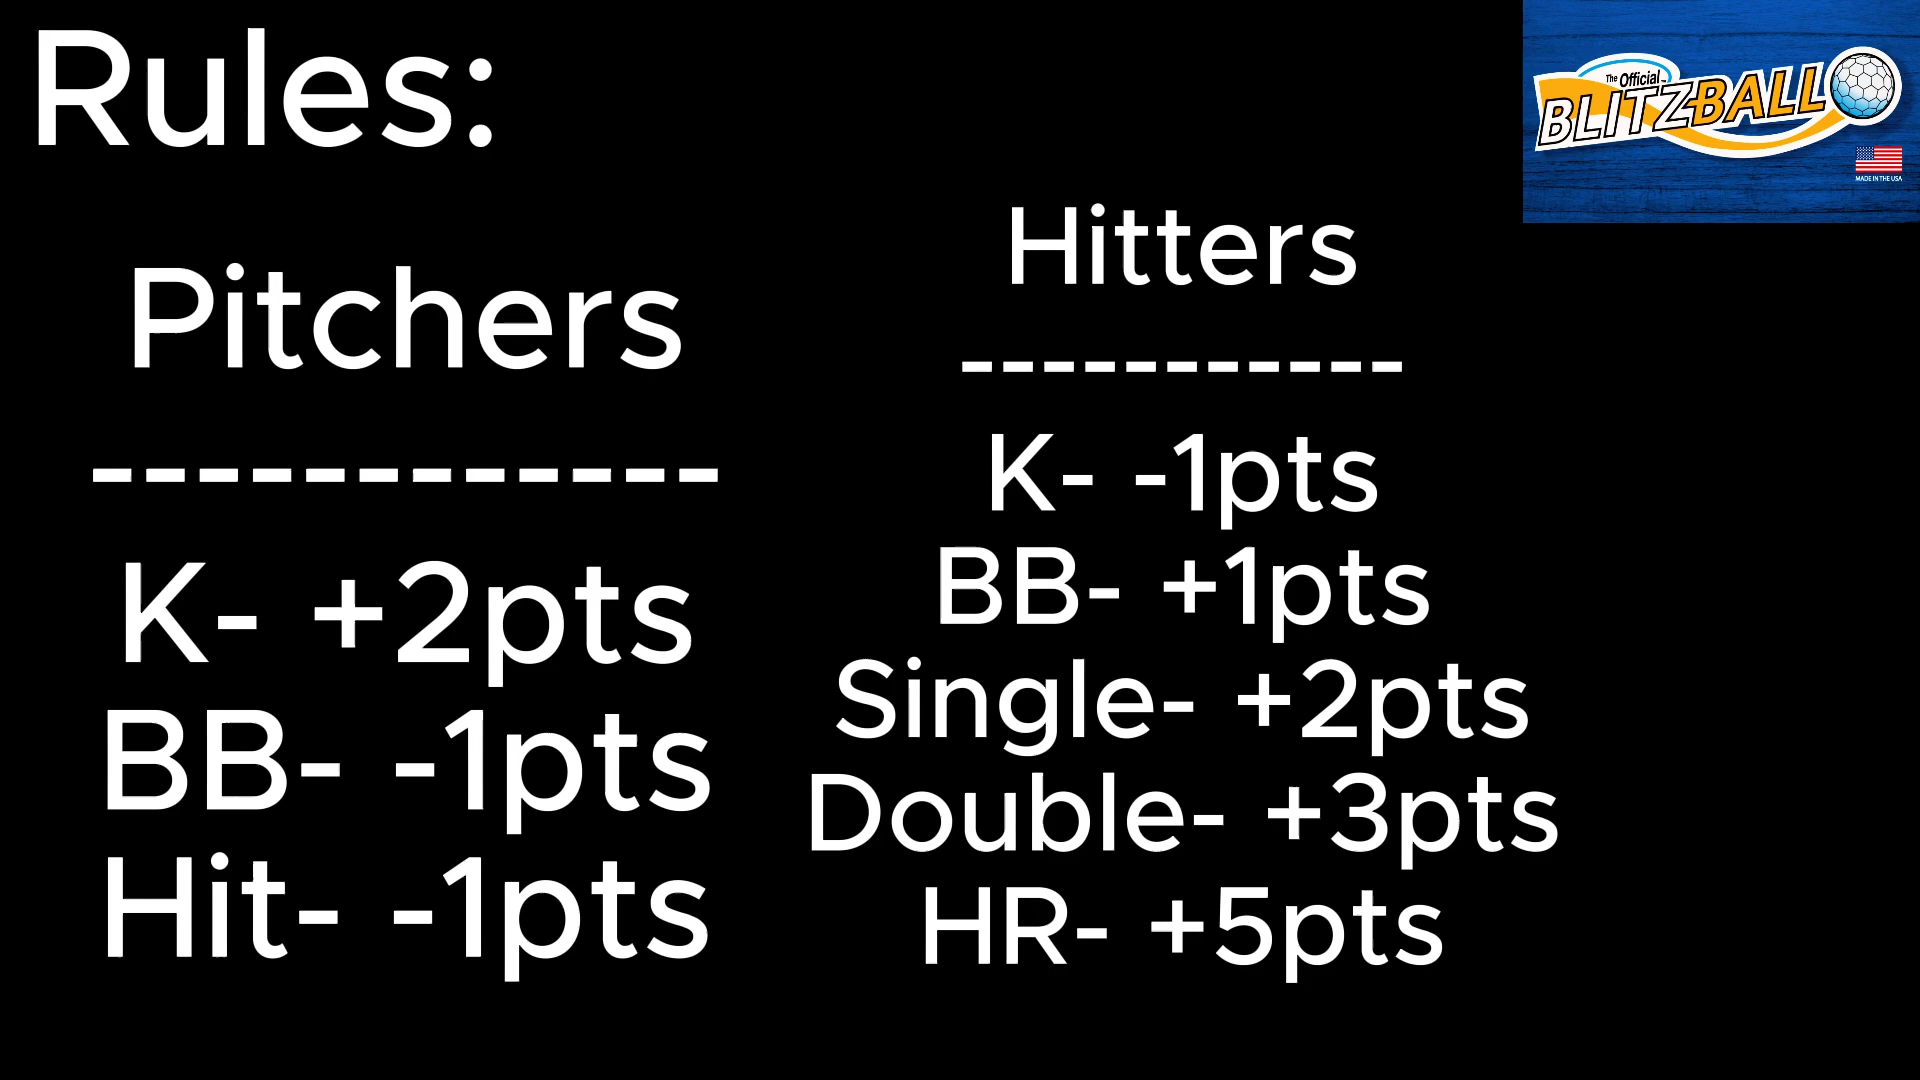 Rules:
Pitchers
------------
K- +2pts
BB- -1pts
Hit- -1pts
Hitters
-----------
K- -1pts
BB- +1pts
Single- +2pts
Double- +3pts
HR- +5pts
The Official
BLITZBALL
MADE IN THE USA